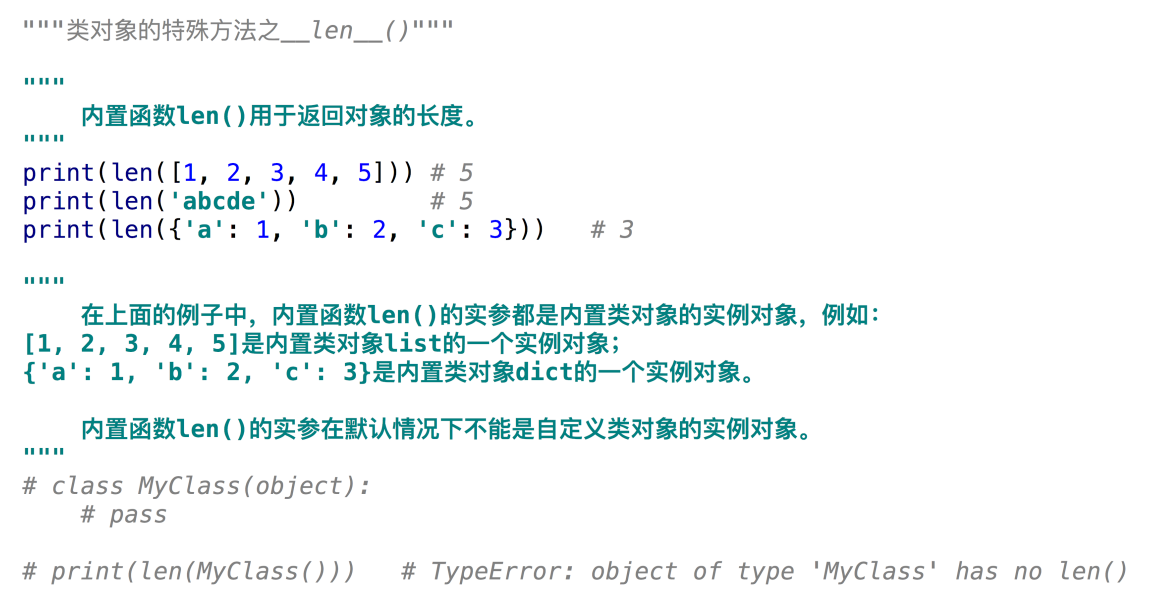 """类对象的特殊方法之__len__()"""
"""
内置函数len()用于返回对象的长度。
"""
print(len([1, 2, 3, 4, 5])) # 5
print(len('abcde'))         # 5
print(len({'a': 1, 'b': 2, 'c': 3}))   # 3
"""
在上面的例子中，内置函数len()的实参都是内置类对象的实例对象，例如：
[1, 2, 3, 4, 5]是内置类对象list的一个实例对象；
{'a': 1, 'b': 2, 'c': 3}是内置类对象dict的一个实例对象。
内置函数len()的实参在默认情况下不能是自定义类对象的实例对象。
"""
# class MyClass(object):
# pass
# print(len(MyClass()))   # TypeError: object of type 'MyClass' has no len()